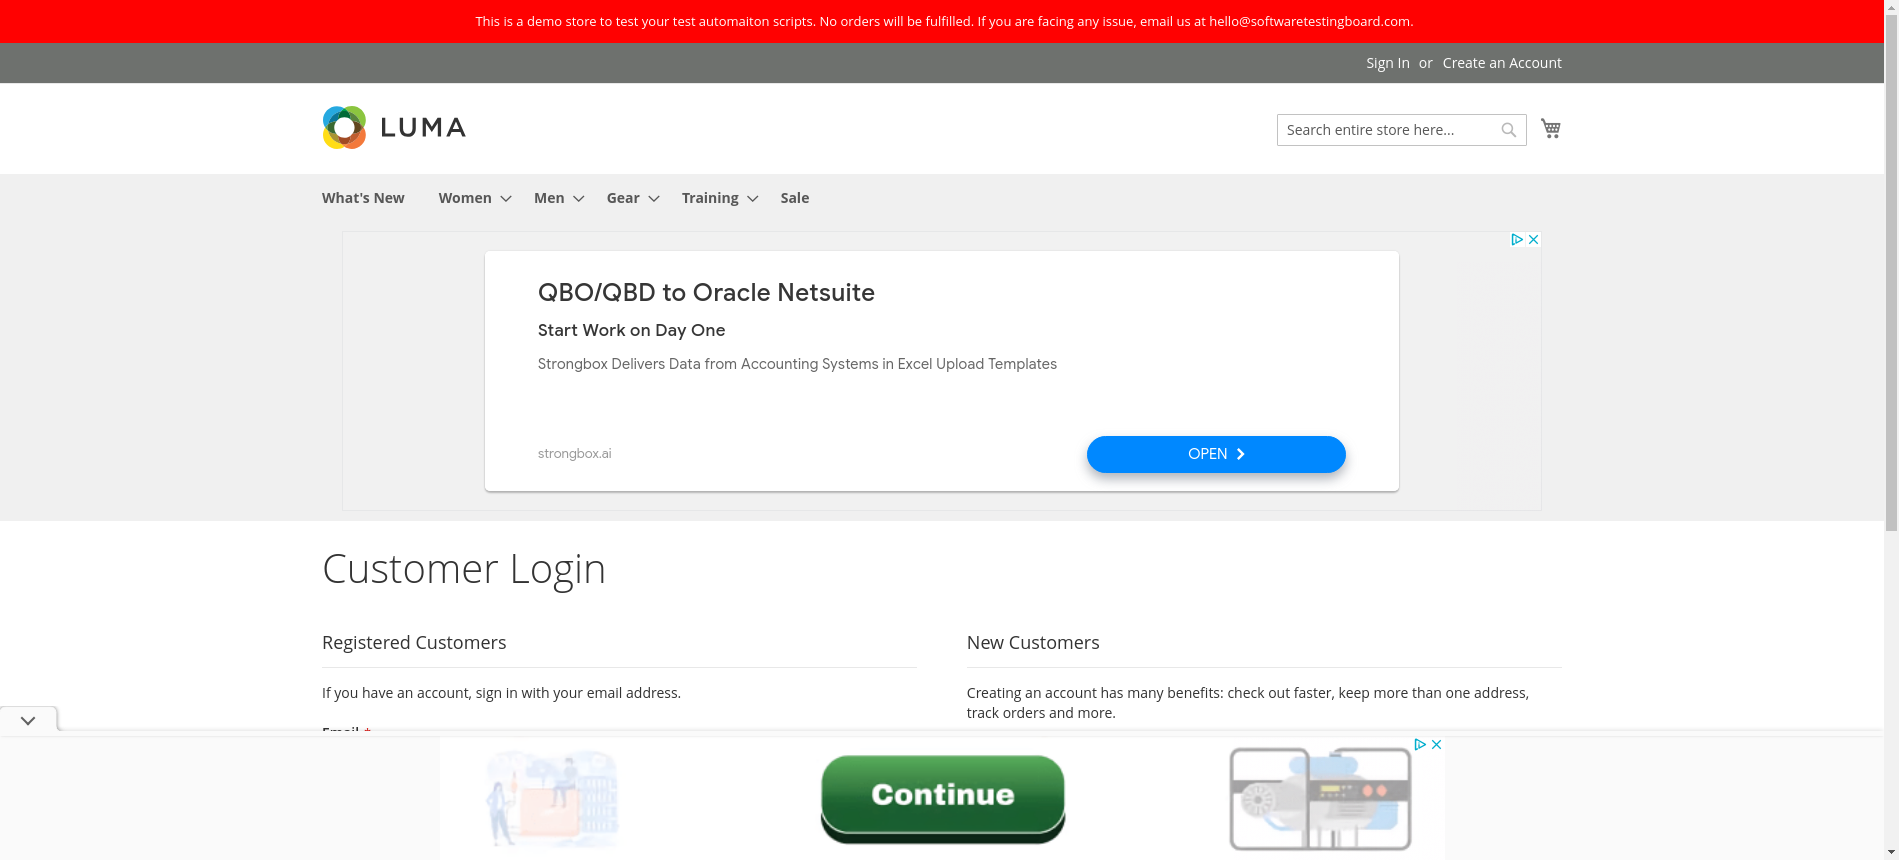 This is a demo store to test your test automaiton scripts. No orders will be fulfilled. If you are facing any issue, email us at hello@softwaretestingboard.com.
Sign In or Create an Account
LUMA
Search entire store here...
What's New Women Men Gear Training Sale
QBO/QBD to Oracle Netsuite
Start Work on Day One
Strongbox Delivers Data from Accounting Systems in Excel Upload Templates
strongbox.ai
OPEN
Customer Login
Registered Customers
If you have an account, sign in with your email address.
Email *
New Customers
Creating an account has many benefits: check out faster, keep more than one address,
track orders and more.
Continue